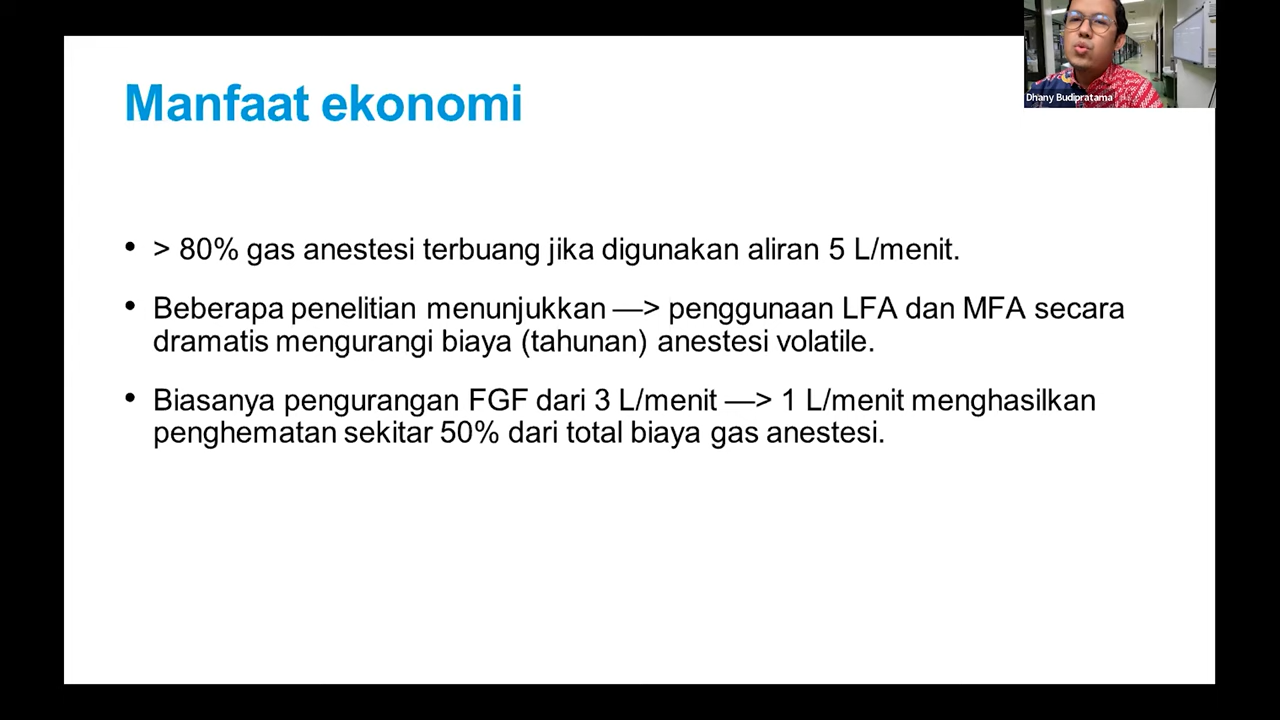 Manfaat ekonomi
Dhany Budipratama
• > 80% gas anestesi terbuang jika digunakan aliran 5 L/menit.
• Beberapa penelitian menunjukkan —> penggunaan LFA dan MFA secara
dramatis mengurangi biaya (tahunan) anestesi volatile.
• Biasanya pengurangan FGF dari 3 L/menit —> 1 L/menit menghasilkan
penghematan sekitar 50% dari total biaya gas anestesi.